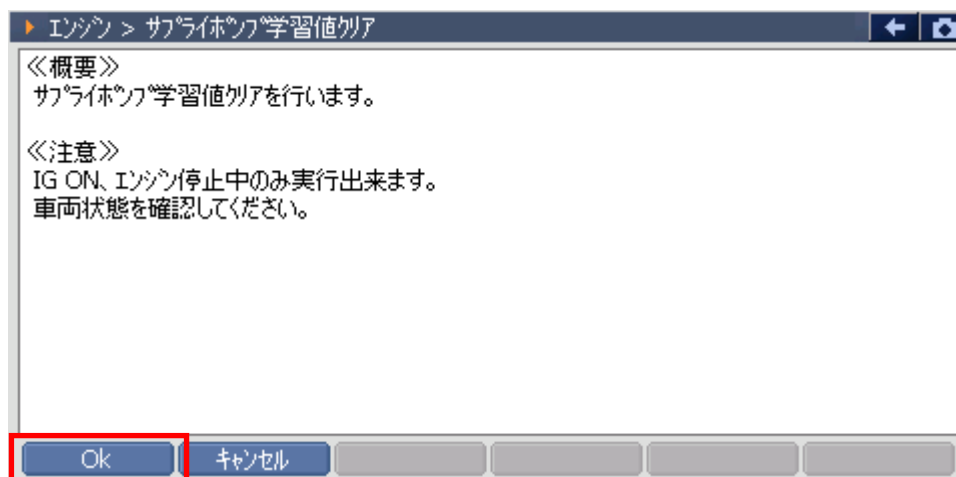 エンジン > サプライポンプ学習値クリア
≪概要≫
サプライポンプ学習値クリアを行います。
≪注意≫
IG ON、エンジン停止中のみ実行出来ます。
車両状態を確認してください。
Ok
キャンセル